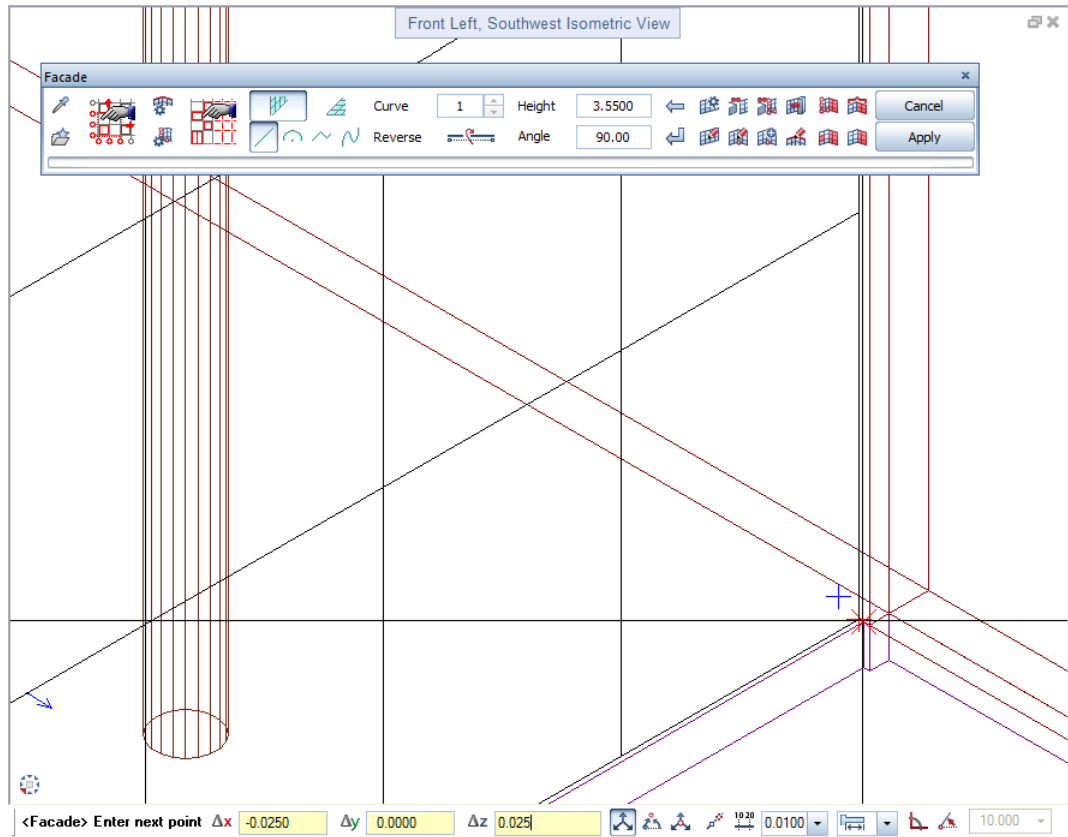 Front Left, Southwest Isometric View
Facade
Curve 1 Height 3.5500 Cancel
Reverse Angle 90.00 Apply
<Facade> Enter next point Δx -0.0250 Δy 0.0000 Δz 0.025 10 20 0.0100 10.000